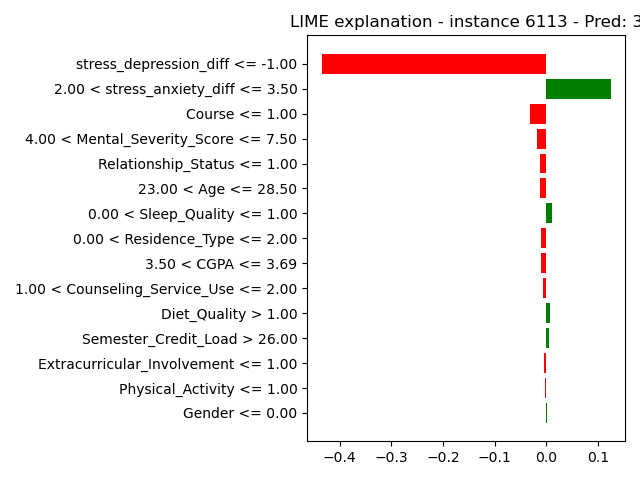 LIME explanation - instance 6113 - Pred: 3
stress_depression_diff <= -1.00
2.00 < stress_anxiety_diff <= 3.50
Course <= 1.00
4.00 < Mental_Severity_Score <= 7.50
Relationship_Status <= 1.00
23.00 < Age <= 28.50
0.00 < Sleep_Quality <= 1.00
0.00 < Residence_Type <= 2.00
3.50 < CGPA <= 3.69
1.00 < Counseling_Service_Use <= 2.00
Diet_Quality > 1.00
Semester_Credit_Load > 26.00
Extracurricular_Involvement <= 1.00
Physical_Activity <= 1.00
Gender <= 0.00
−0.4 −0.3 −0.2 −0.1 0.0 0.1